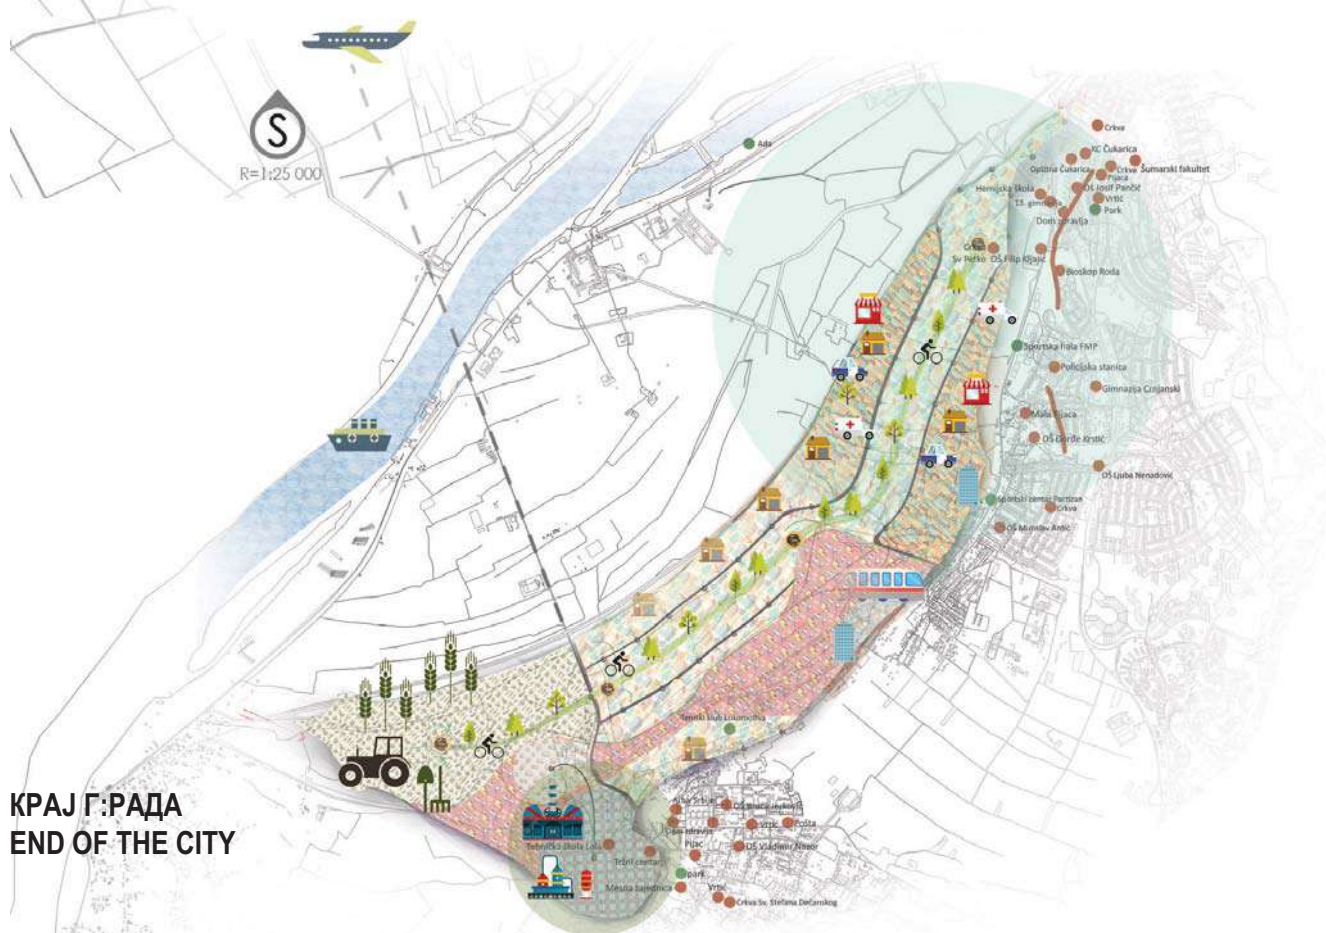 S
R=1:25 000
Ada
Crkva
KC Čukarica
Opština Čukarica
Crkva
Šumarski fakultet
Pijaca
Hemijska škola
OŠ Josif Pančić
13. gimnazija
Vrtić
Park
Dom zdravlja
Sv Petko
OŠ Filip Kljajić
Bioskop Roda
Sportska hala FMP
Policijska stanica
Gimnazija Crnjanski
Mala Pijaca
OŠ Đorđe Krstić
OŠ Ljuba Nenadović
Sportski centar Partizan
Crkva
OŠ Miroslav Antić
Teniski klub Lokomotiva
КРАЈ Г:РАДА
END OF THE CITY
Dom zdravlja
Vrtić
Pošta
Tehnička škola
OŠ Vladimir Nazor
Tržni centar
Pijac
park
Mesna zajednica
Vrtić
Crkva Sv. Stefana Dečanskog